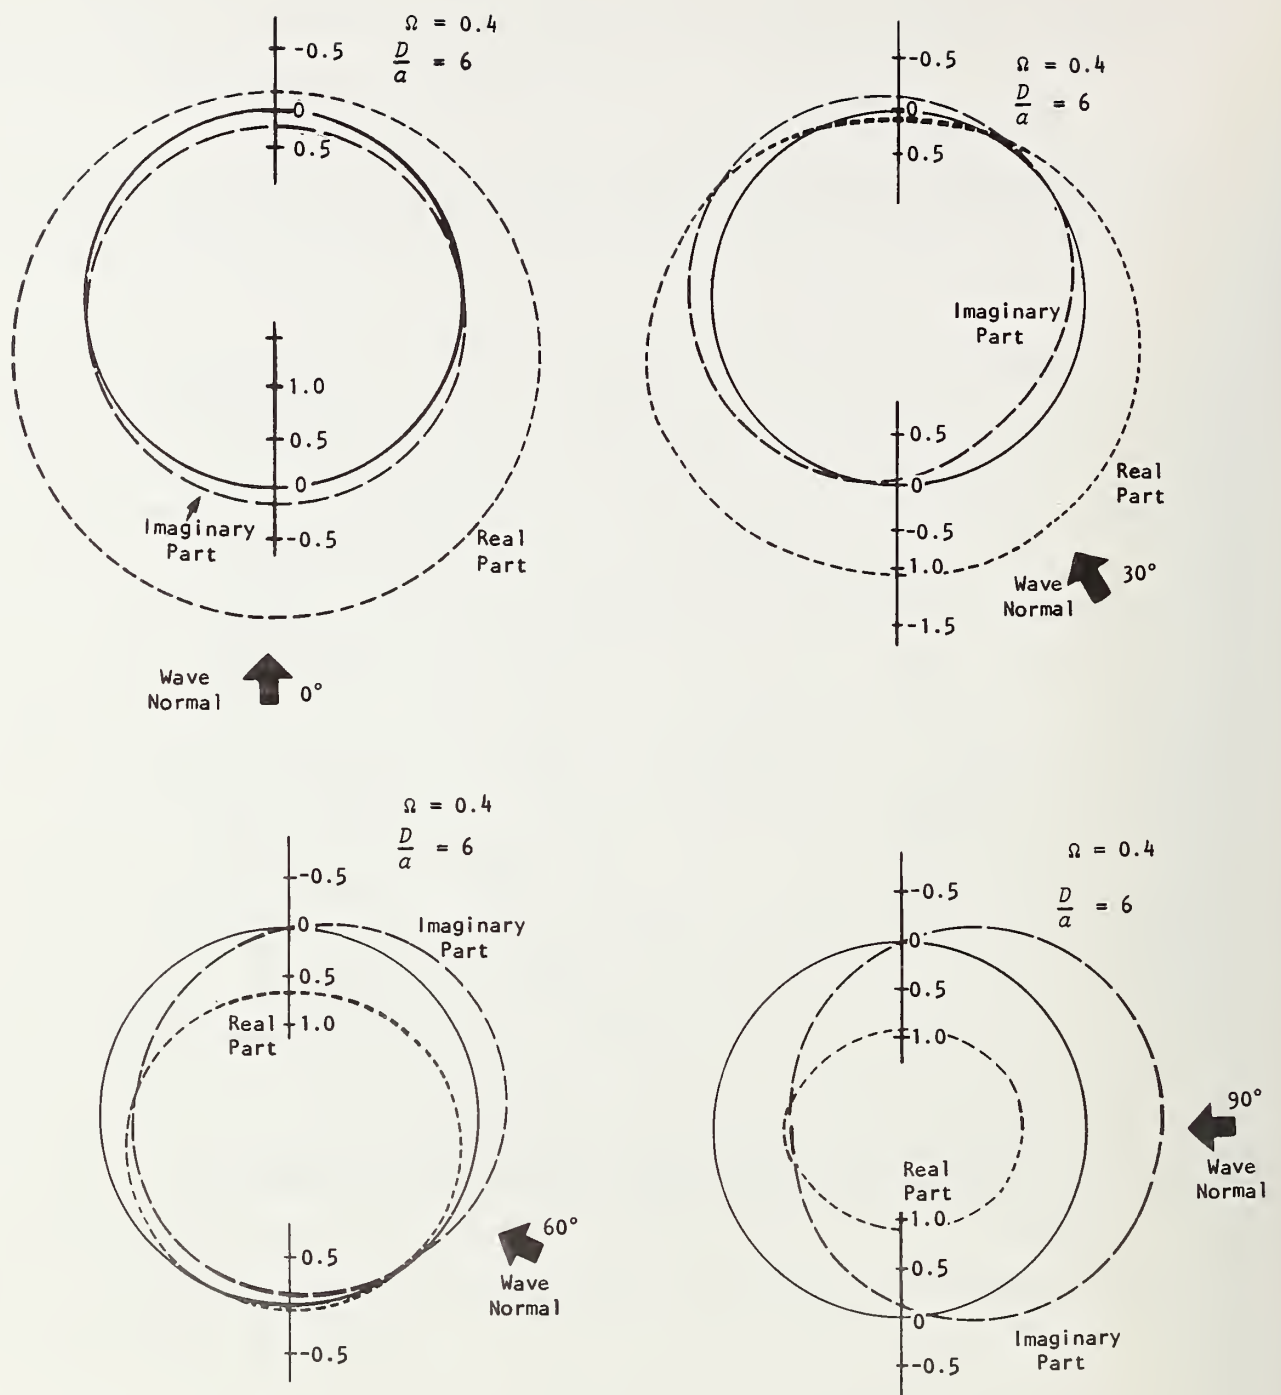 Ω = 0.4
D/a = 6
-0.5
0
0.5
1.0
0.5
0
-0.5
Imaginary
Part
Real
Part
Wave
Normal
0°
Ω = 0.4
D/a = 6
-0.5
0
0.5
Imaginary
Part
0.5
0
-0.5
1.0
-1.5
Real
Part
Wave
Normal
30°
Ω = 0.4
D/a = 6
-0.5
0
0.5
1.0
Imaginary
Part
Real
Part
0.5
-0.5
60°
Wave
Normal
Ω = 0.4
D/a = 6
-0.5
0
0.5
1.0
Real
Part
1.0
0.5
0
-0.5
90°
Wave
Normal
Imaginary
Part